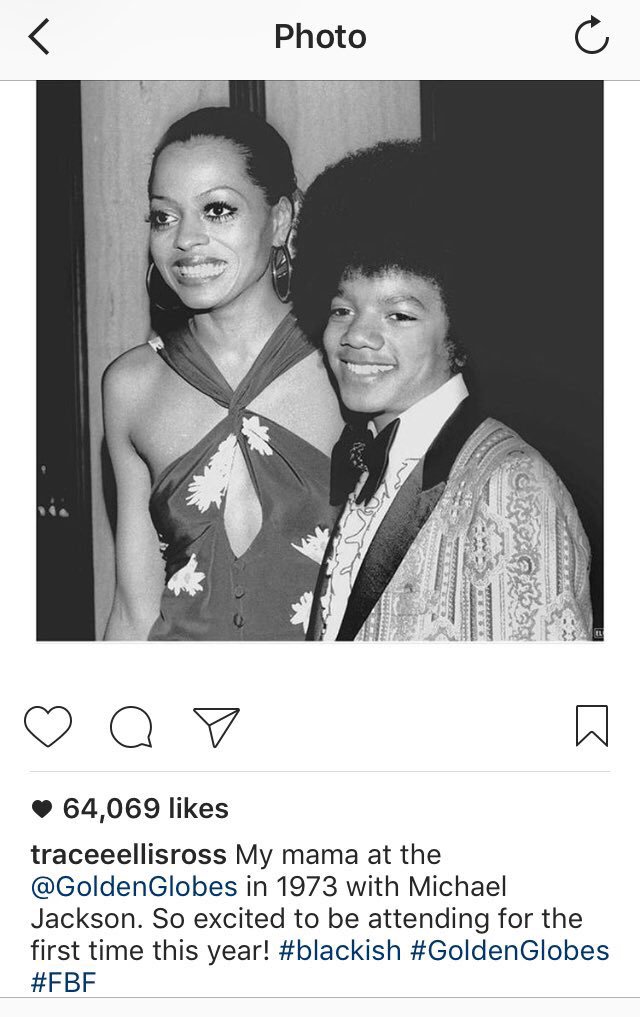 Photo
64,069 likes
traceeellisross My mama at the
@GoldenGlobes in 1973 with Michael
Jackson. So excited to be attending for the
first time this year! #blackish #GoldenGlobes
#FBF